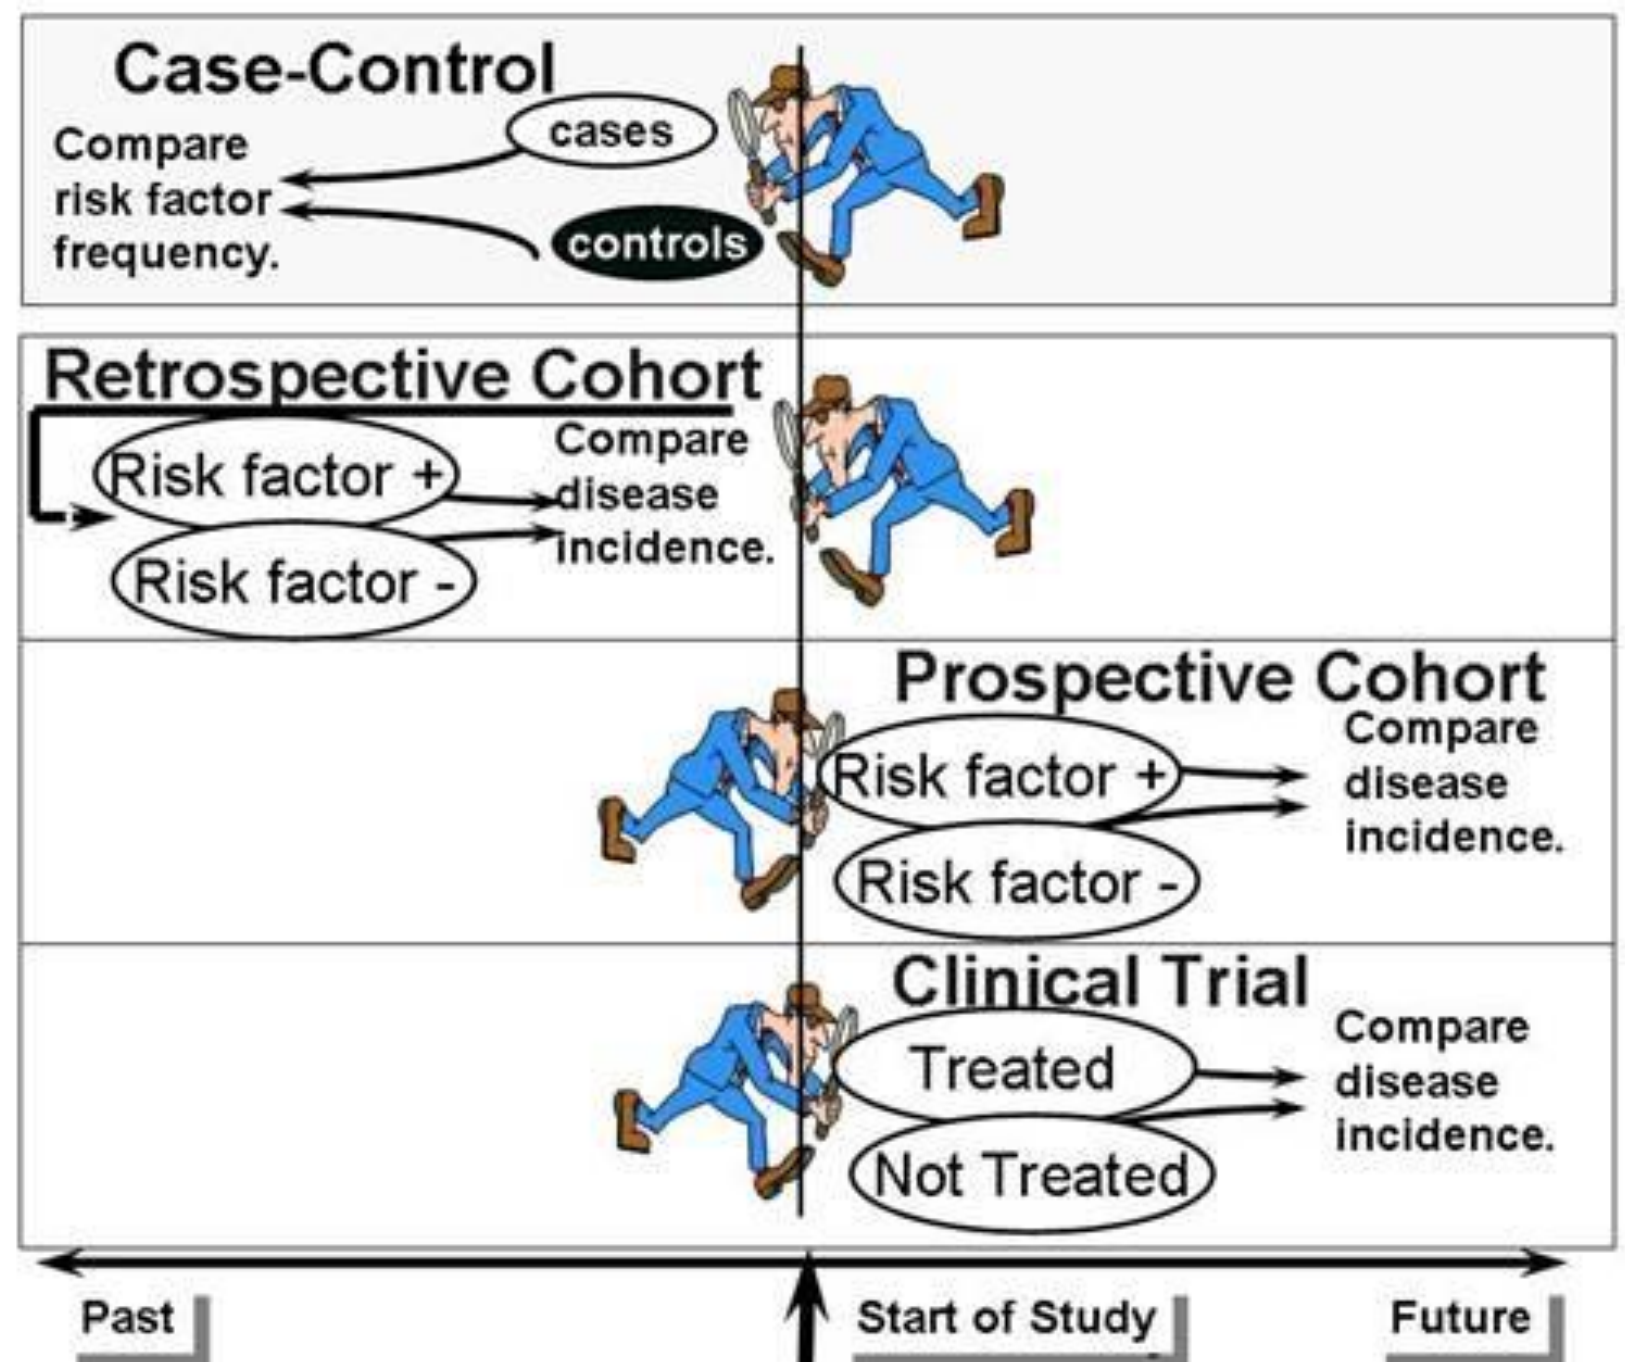 Case-Control
cases
Compare
risk factor
frequency.
controls
Retrospective Cohort
Risk factor +
Risk factor -
Compare
disease
incidence.
Prospective Cohort
Risk factor +
Risk factor -
Compare
disease
incidence.
Clinical Trial
Treated
Not Treated
Compare
disease
incidence.
Past
Start of Study
Future